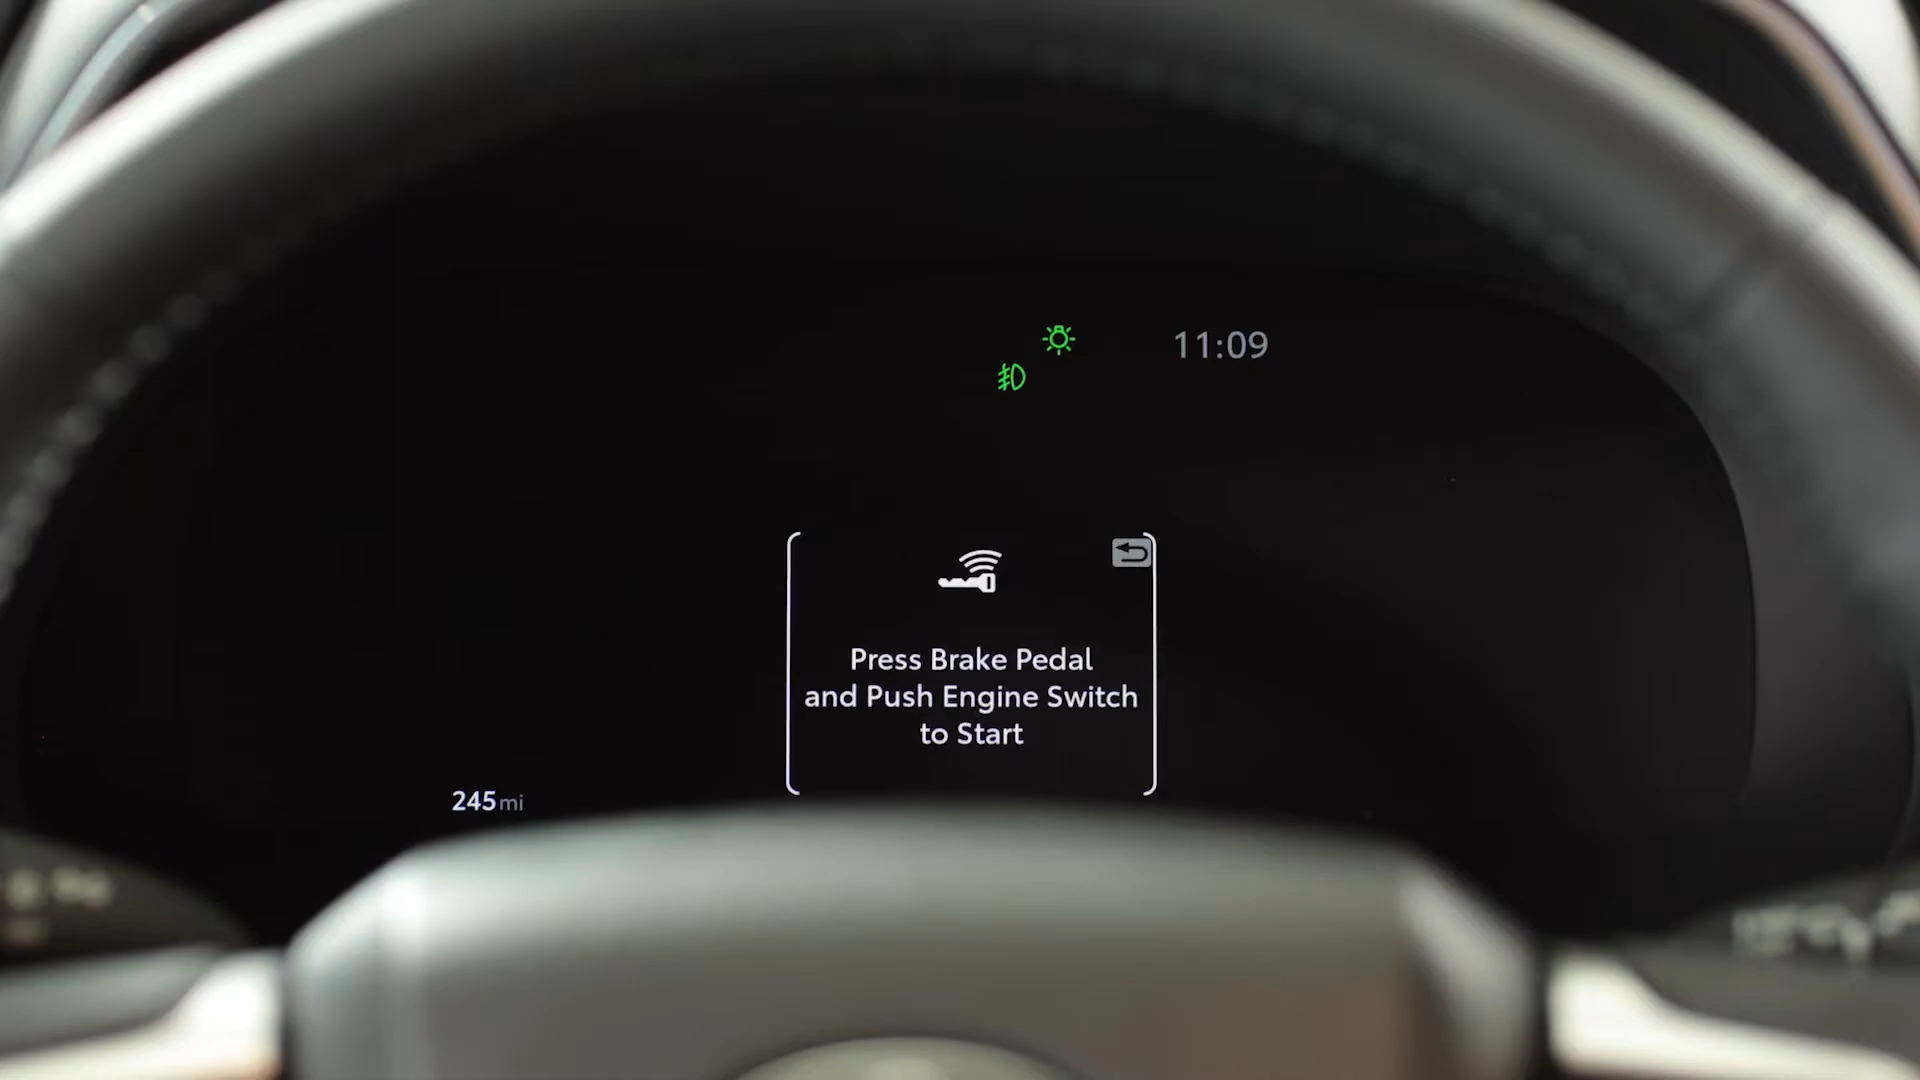 11:09
Press Brake Pedal
and Push Engine Switch
to Start
245 mi